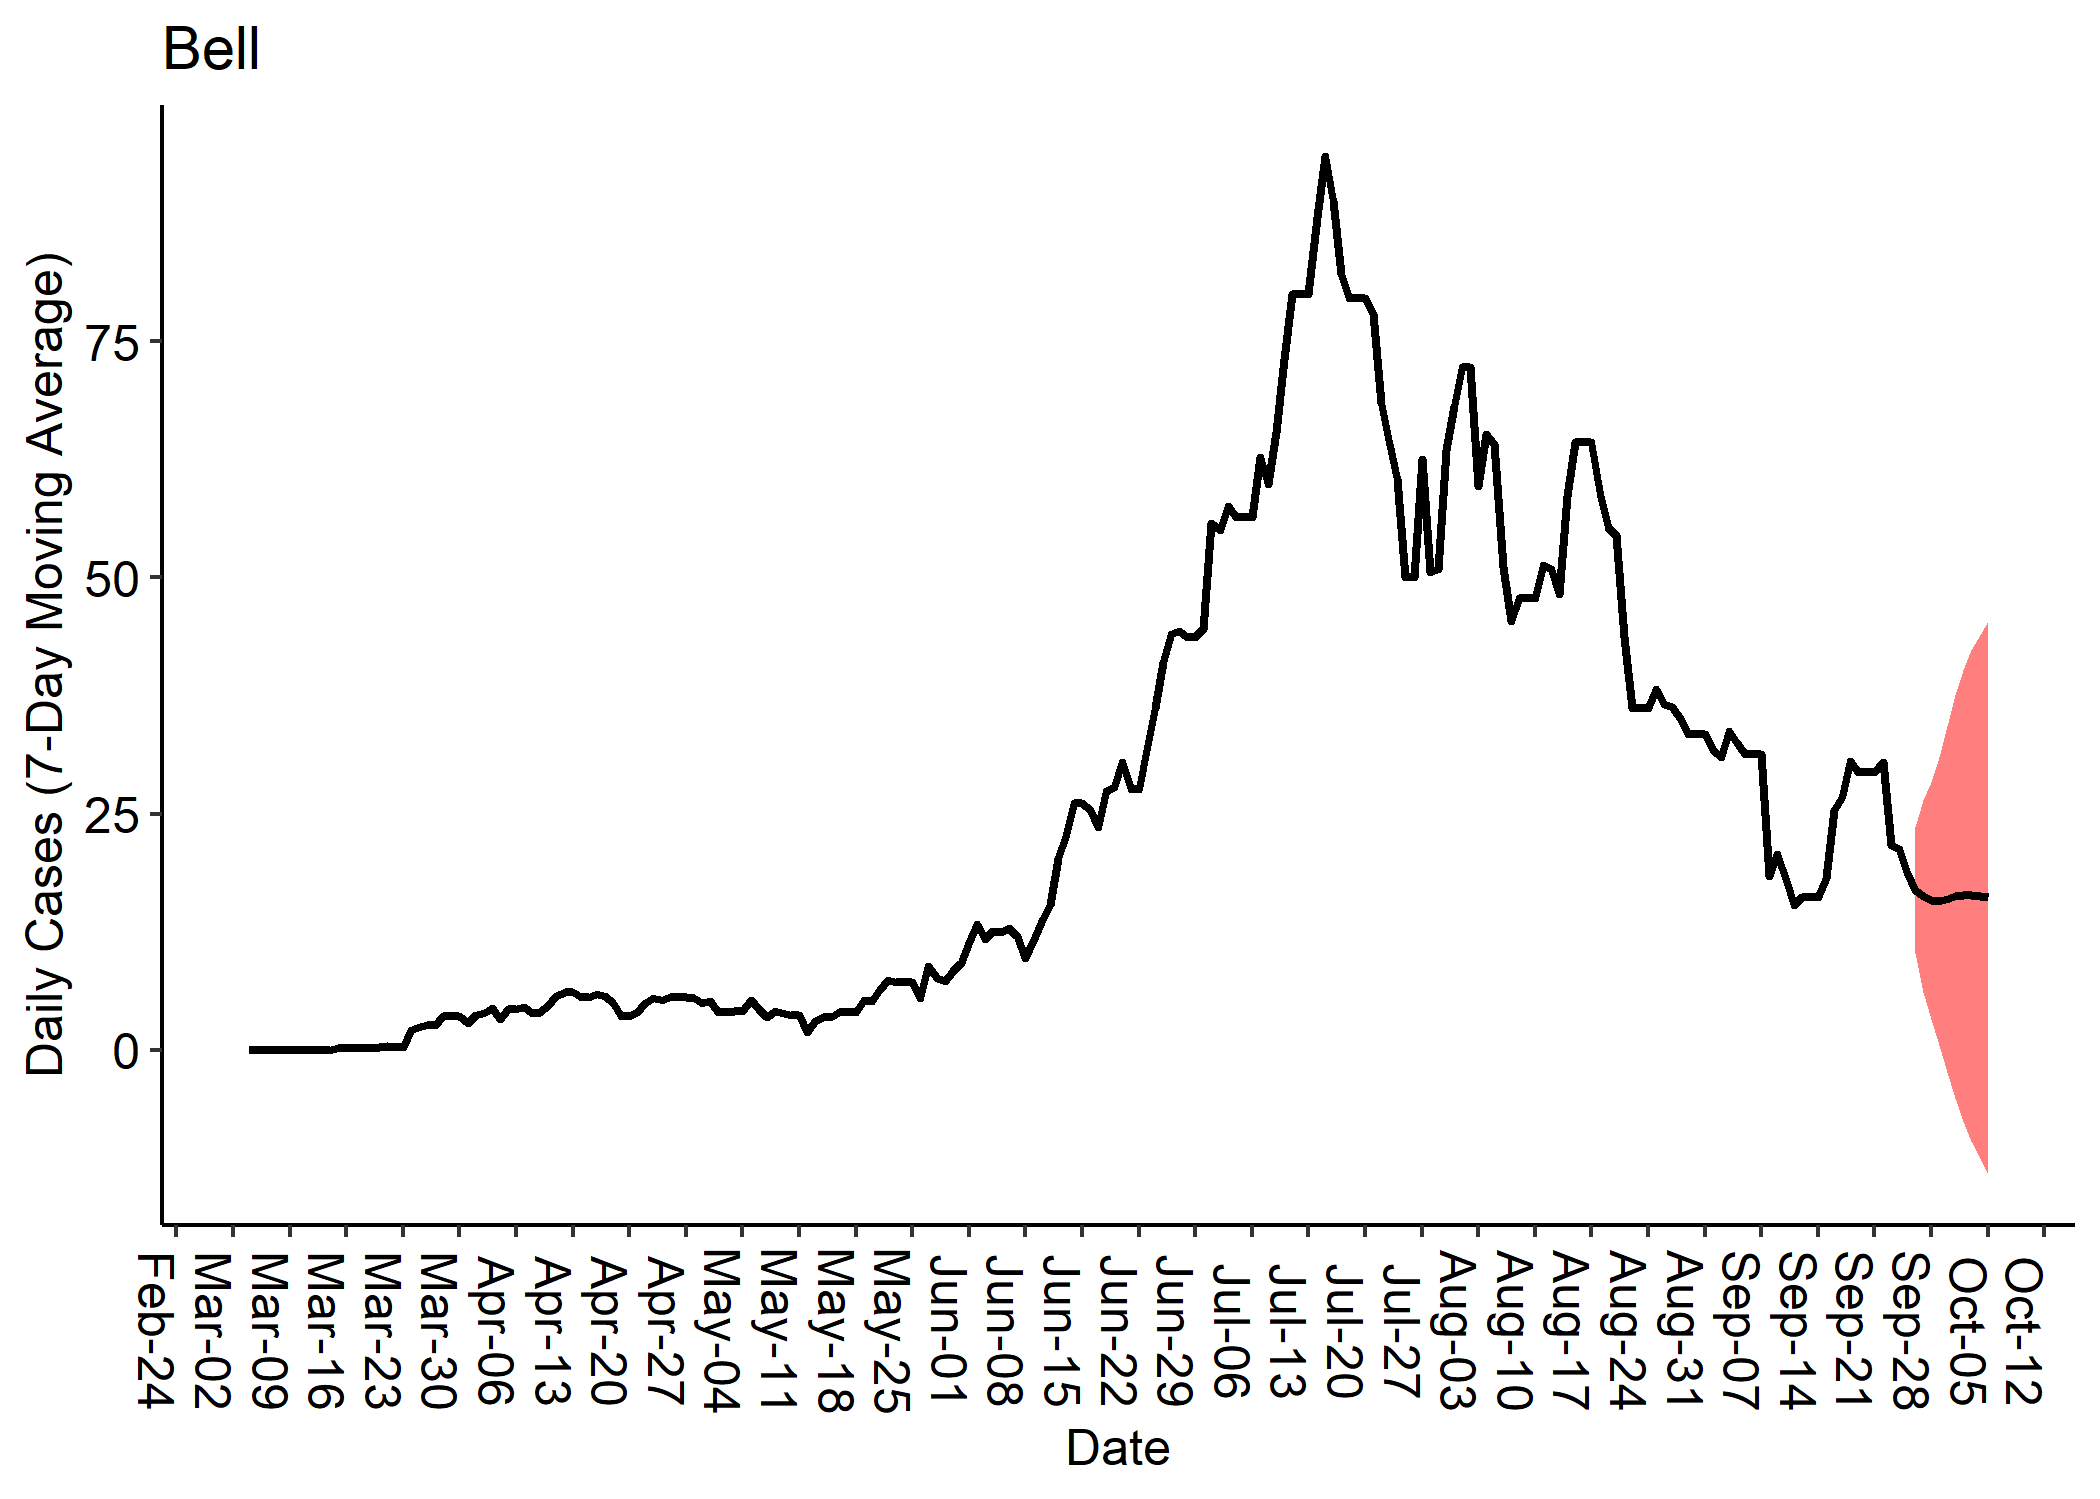 Bell
Daily Cases (7-Day Moving Average)
75
50
25
0
Feb-24
Mar-02
Mar-09
Mar-16
Mar-23
Mar-30
Apr-06
Apr-13
Apr-20
Apr-27
May-04
May-11
May-18
May-25
Jun-01
Jun-08
Jun-15
Jun-22
Jun-29
Jul-06
Jul-13
Jul-20
Jul-27
Aug-03
Aug-10
Aug-17
Aug-24
Aug-31
Sep-07
Sep-14
Sep-21
Sep-28
Oct-05
Oct-12
Date